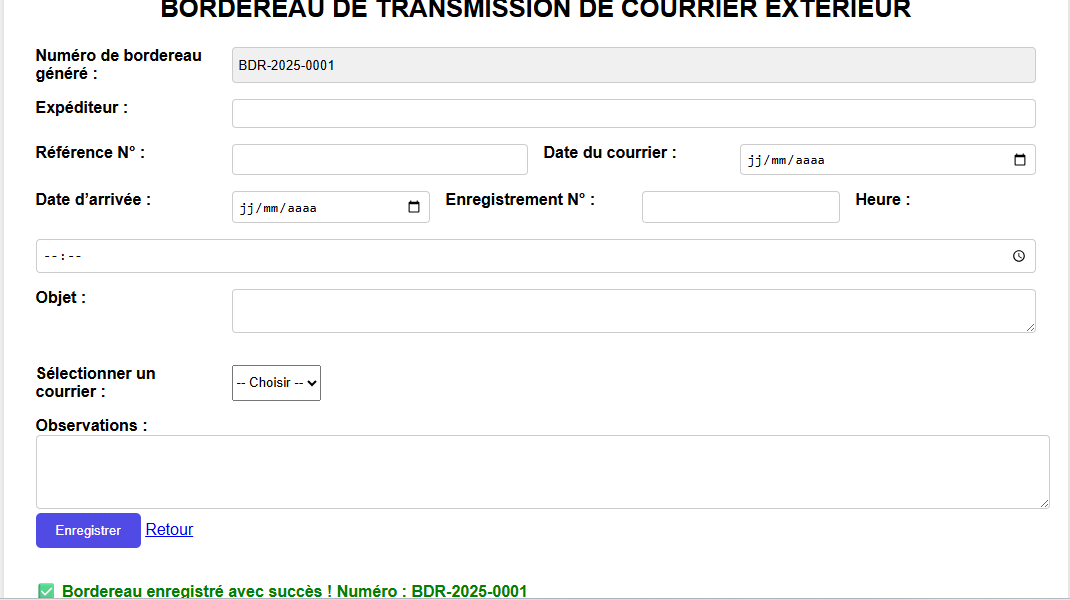 BORDEREAU DE TRANSMISSION DE COURRIER EXTÉRIEUR
Numéro de bordereau
généré :
BDR-2025-0001
Expéditeur :
Référence N° :
Date du courrier :
jj/mm/aaaa
Date d’arrivée :
jj/mm/aaaa
Enregistrement N° :
Heure :
--:--
Objet :
Sélectionner un
courrier :
-- Choisir --
Observations :
Enregistrer
Retour
✅ Bordereau enregistré avec succès ! Numéro : BDR-2025-0001